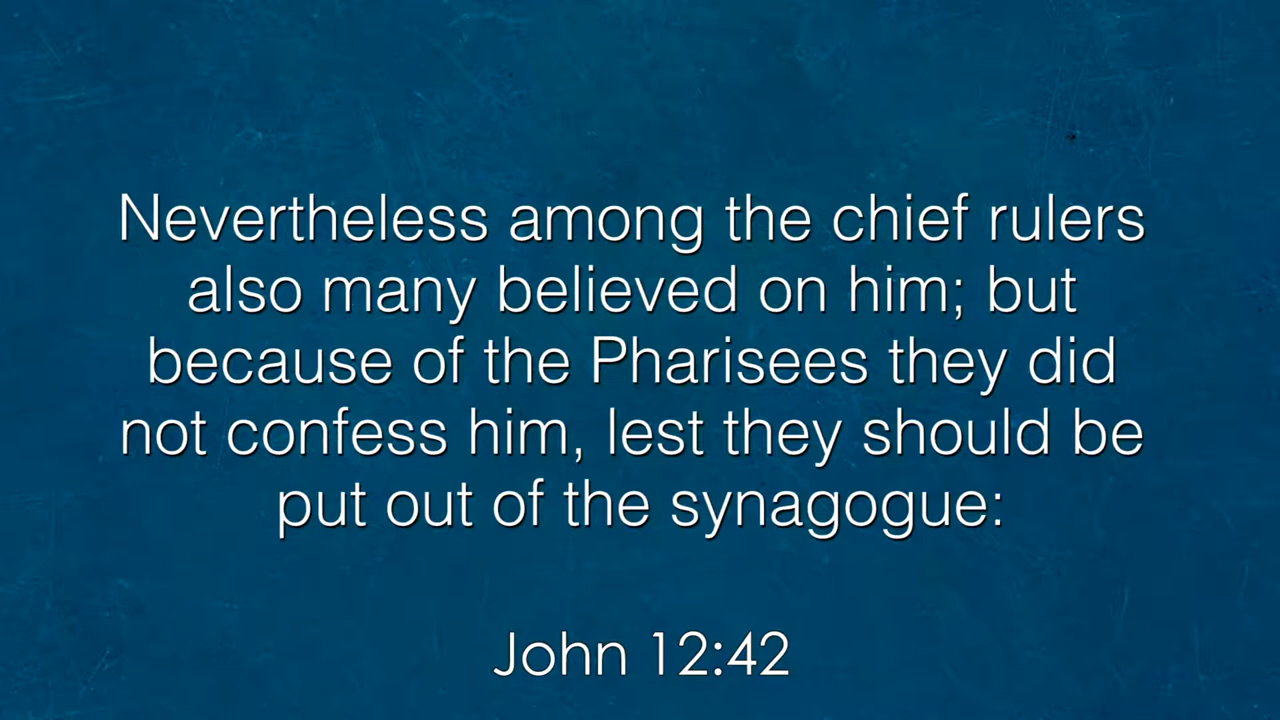 Nevertheless among the chief rulers
also many believed on him; but
because of the Pharisees they did
not confess him, lest they should be
put out of the synagogue:
John 12:42